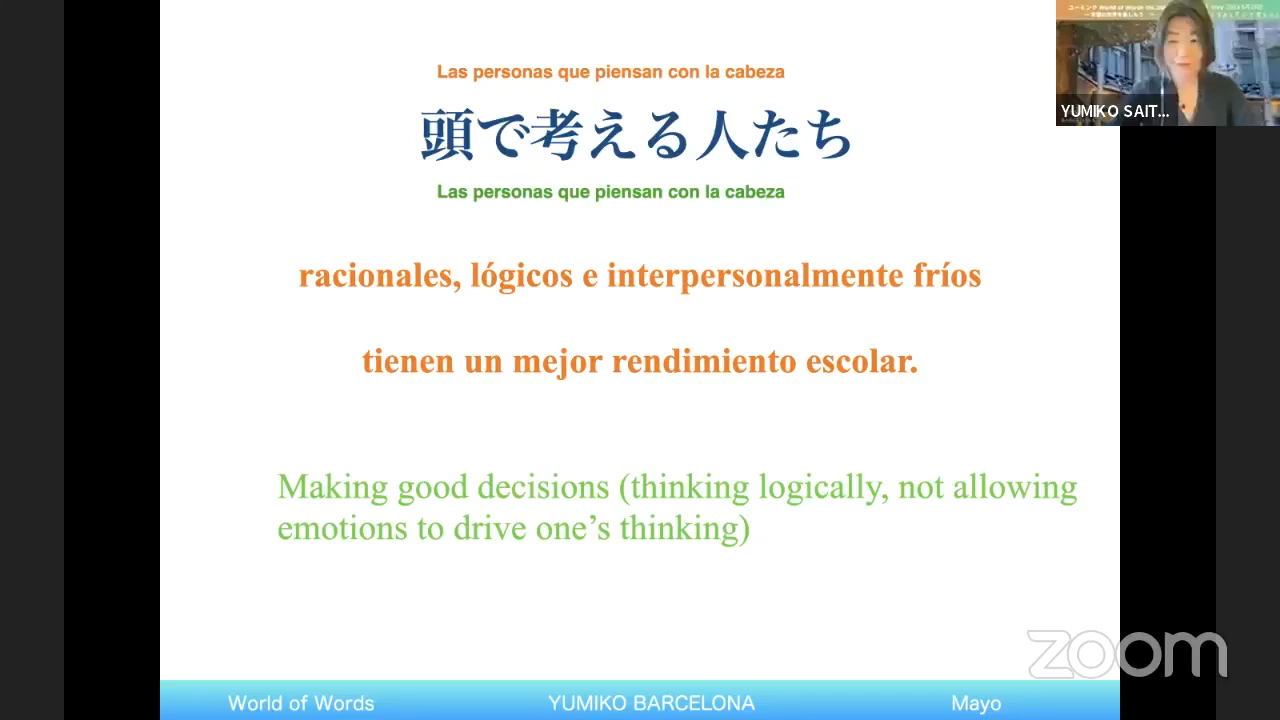 Las personas que piensan con la cabeza
頭で考える人たち
Las personas que piensan con la cabeza
racionales, lógicos e interpersonalmente fríos
tienen un mejor rendimiento escolar.
Making good decisions (thinking logically, not allowing
emotions to drive one’s thinking)
YUMIKO SAIT...
zoom
World of Words YUMIKO BARCELONA Mayo